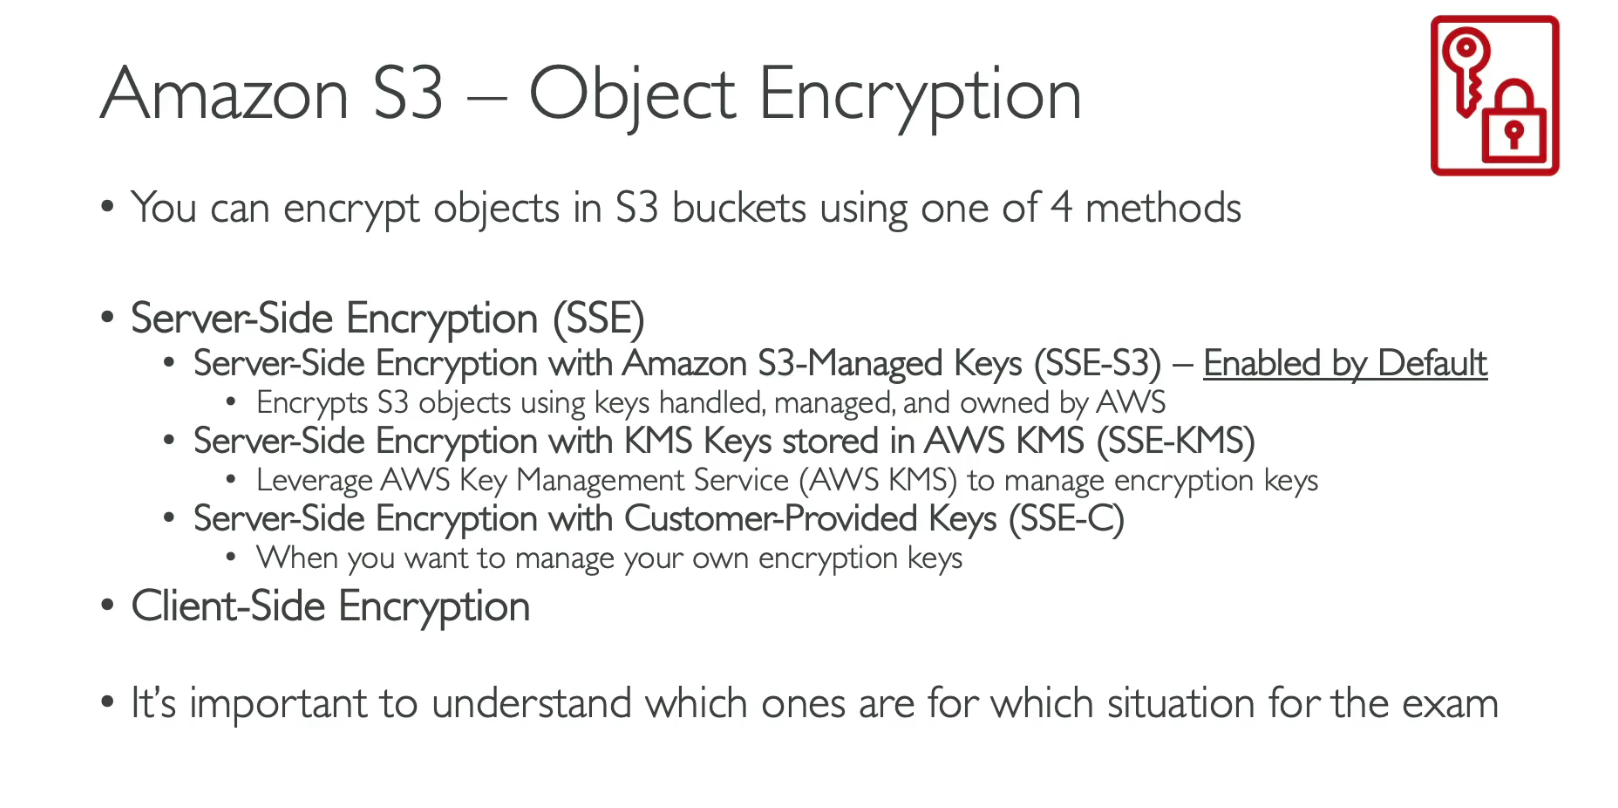 Amazon S3 – Object Encryption
• You can encrypt objects in S3 buckets using one of 4 methods
• Server-Side Encryption (SSE)
• Server-Side Encryption with Amazon S3-Managed Keys (SSE-S3) – Enabled by Default
• Encrypts S3 objects using keys handled, managed, and owned by AWS
• Server-Side Encryption with KMS Keys stored in AWS KMS (SSE-KMS)
• Leverage AWS Key Management Service (AWS KMS) to manage encryption keys
• Server-Side Encryption with Customer-Provided Keys (SSE-C)
• When you want to manage your own encryption keys
• Client-Side Encryption
• It’s important to understand which ones are for which situation for the exam